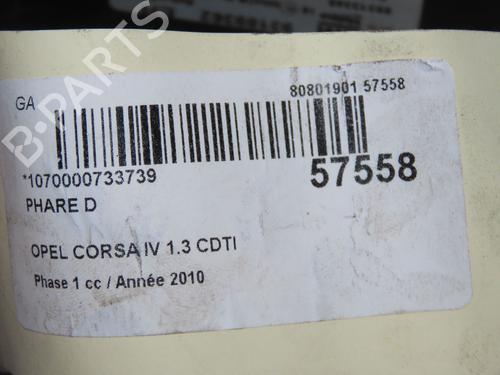 GA
80801901 57558
*1070000733739
57558
PHARE D
OPEL CORSA IV 1.3 CDTI
Phase 1 cc / Année 2010
B-PARTS